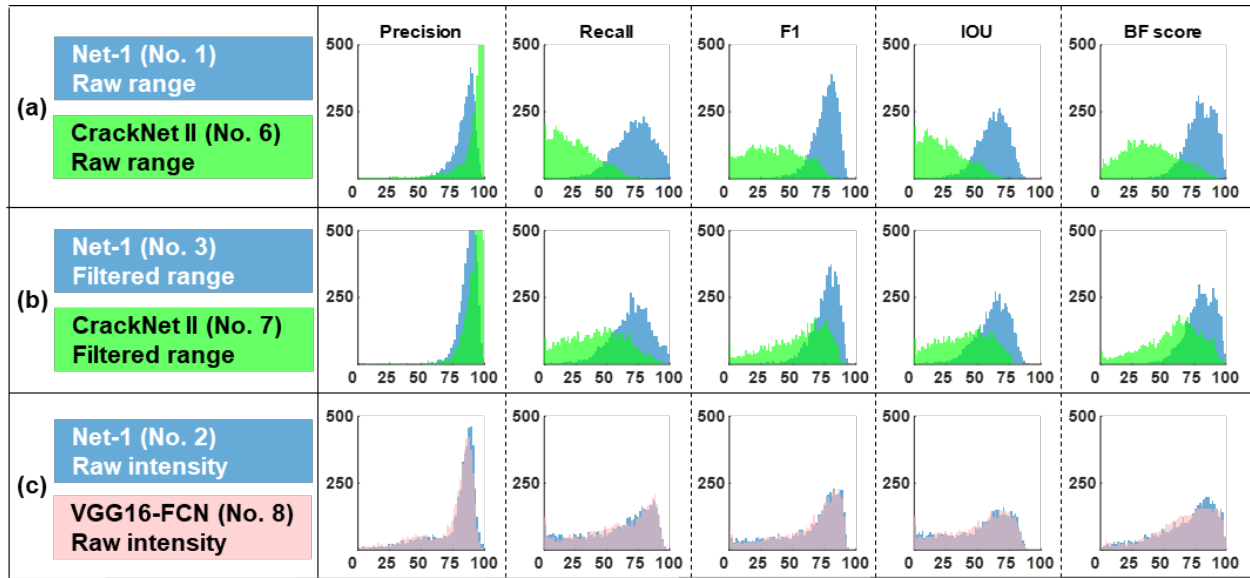 Precision Recall F1 IOU BF score
(a)
Net-1 (No. 1)
Raw range
CrackNet II (No. 6)
Raw range
500 500 500 500 500
250 250 250 250 250
0 25 50 75 100 0 25 50 75 100 0 25 50 75 100 0 25 50 75 100 0 25 50 75 100
(b)
Net-1 (No. 3)
Filtered range
CrackNet II (No. 7)
Filtered range
500 500 500 500 500
250 250 250 250 250
0 25 50 75 100 0 25 50 75 100 0 25 50 75 100 0 25 50 75 100 0 25 50 75 100
(c)
Net-1 (No. 2)
Raw intensity
VGG16-FCN (No. 8)
Raw intensity
500 500 500 500 500
250 250 250 250 250
0 25 50 75 100 0 25 50 75 100 0 25 50 75 100 0 25 50 75 100 0 25 50 75 100